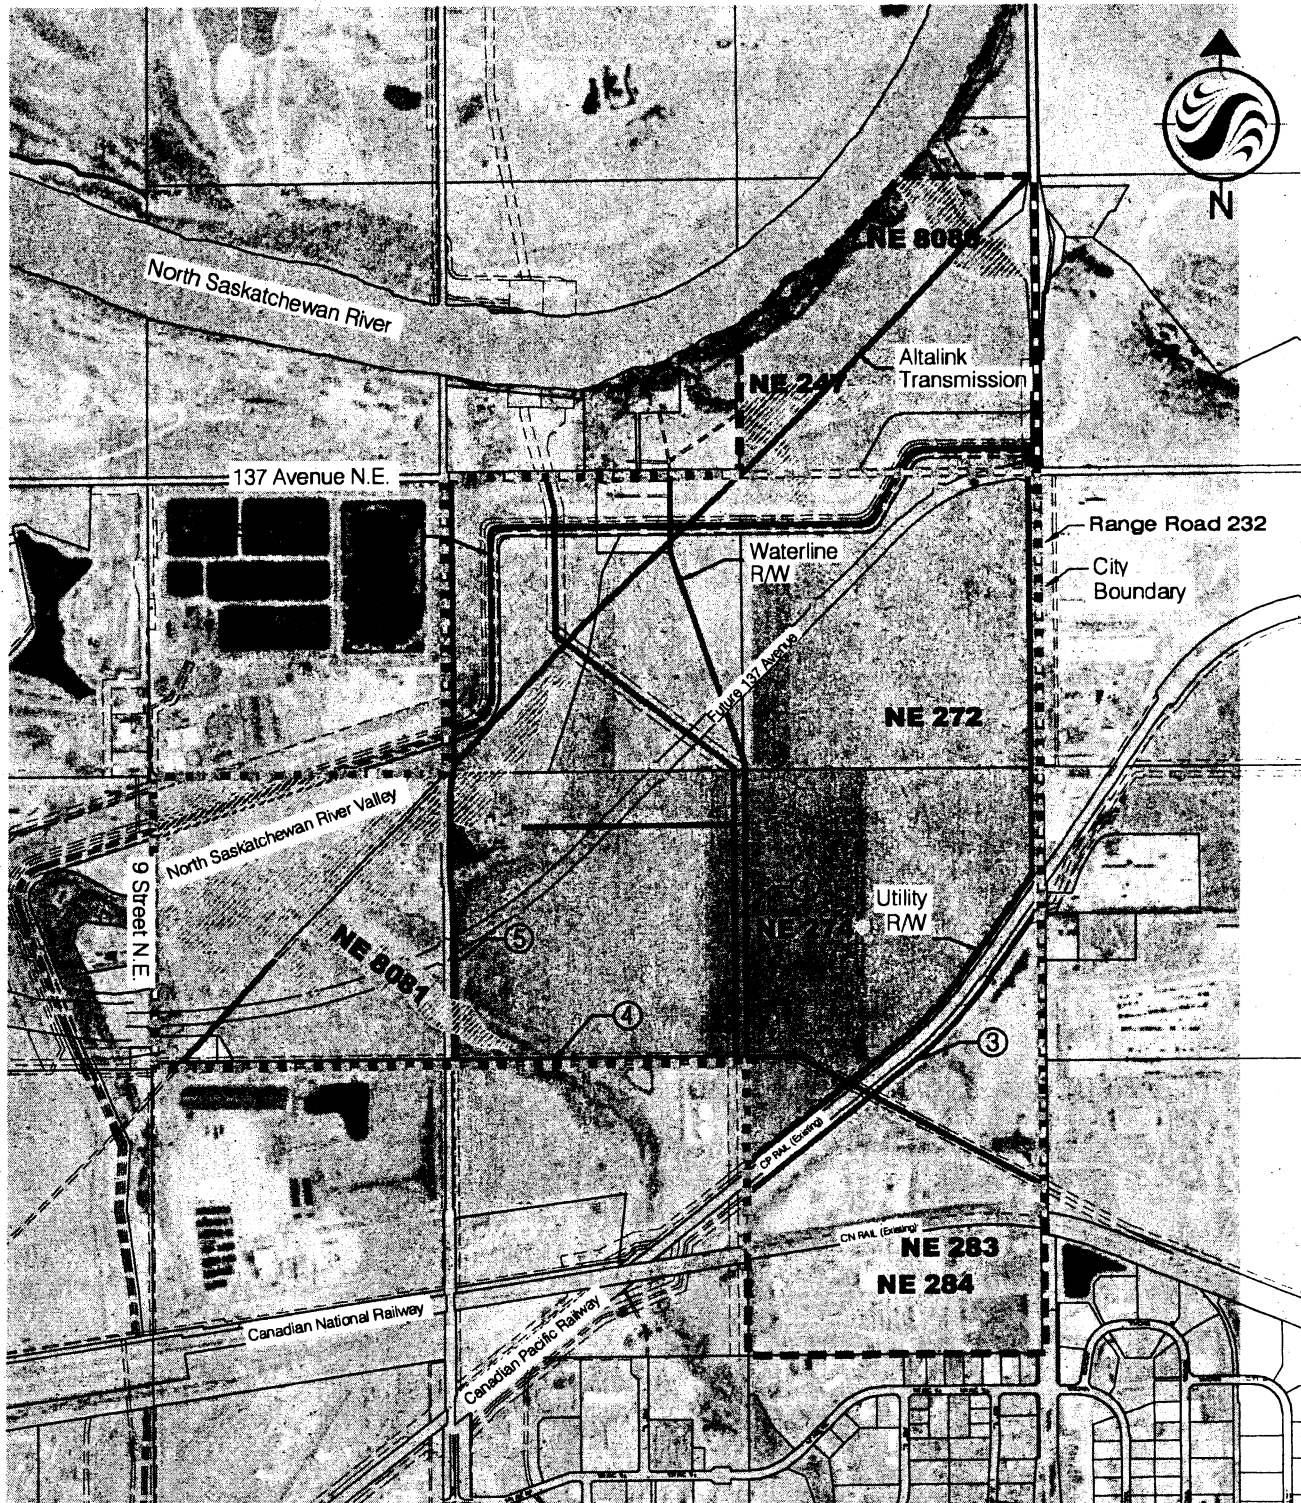 N
NE 8086
North Saskatchewan
River
Altalink
Transmission
NE 247
137 Avenue N.E.
Range Road 232
Waterline
R/W
City
Boundary
Future 137 Avenue
NE 272
North Saskatchewan River Valley
9 Street N.E.
Utility
R/W
NE 8081
5
4
3
CP RAIL (Existing)
CN RAIL (Existing)
NE 283
NE 284
Canadian National Railway
Canadian Pacific Railway